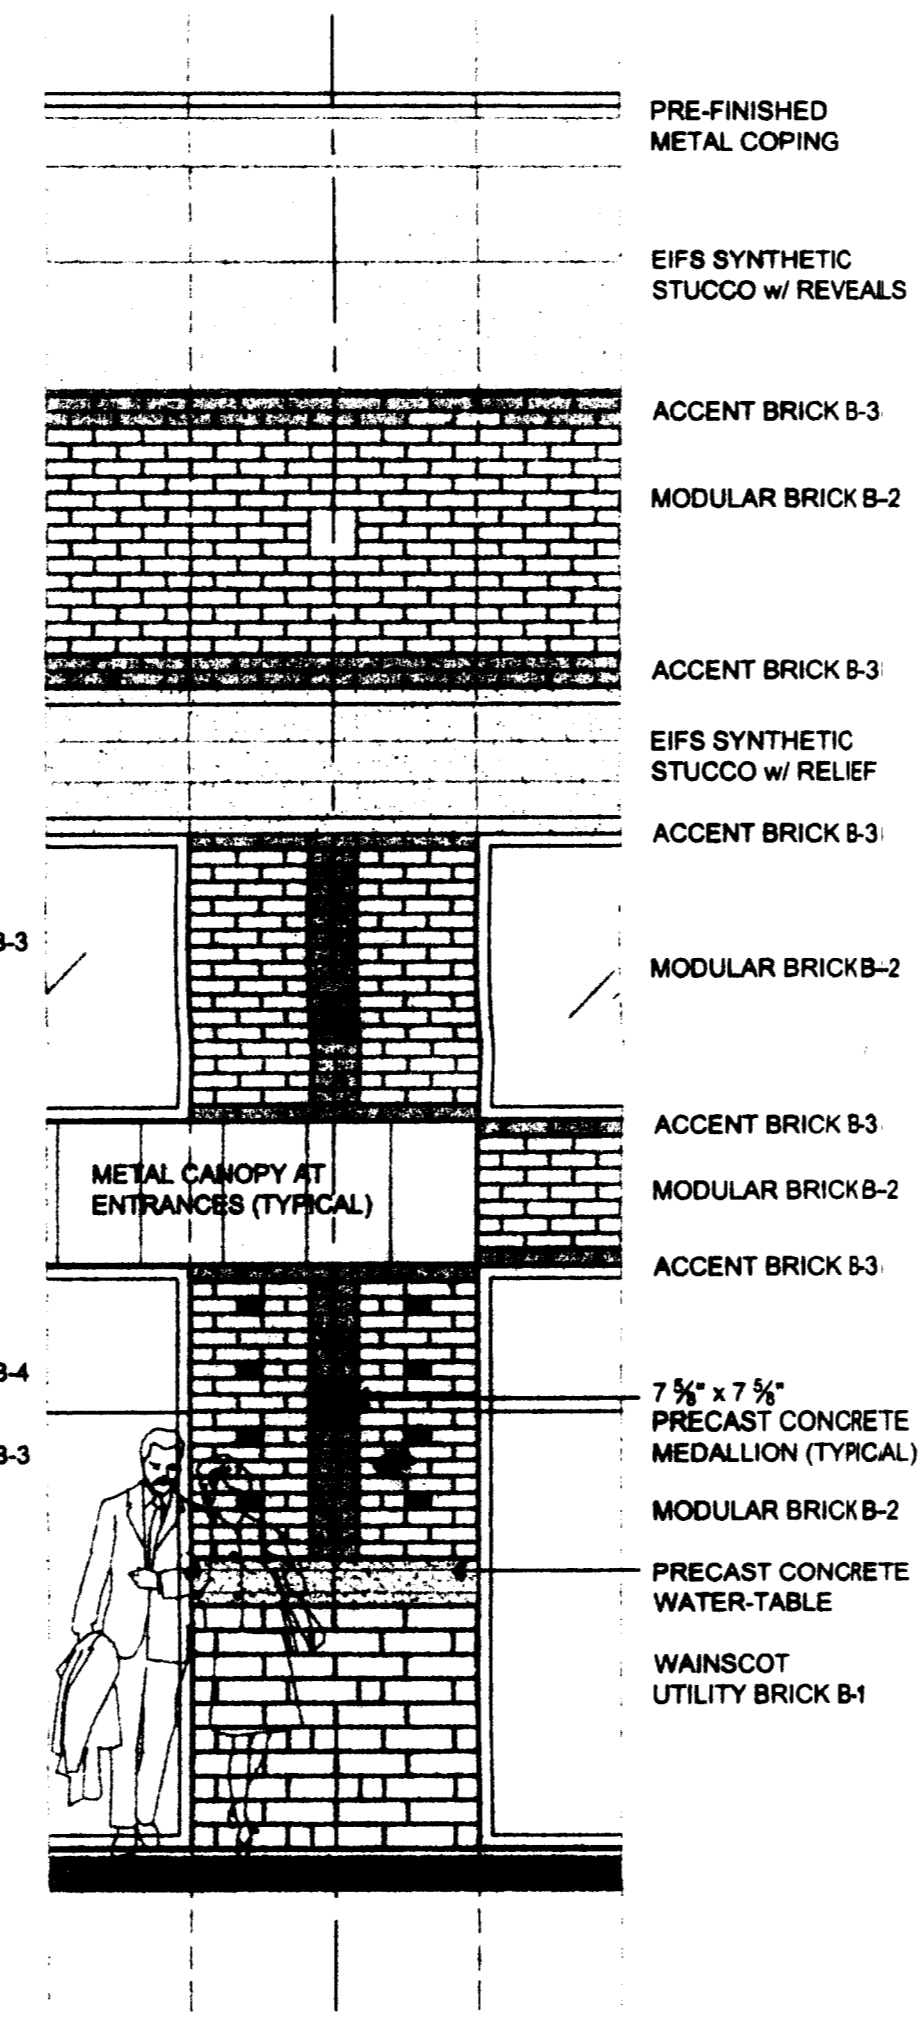 PRE-FINISHED
METAL COPING
EIFS SYNTHETIC
STUCCO w/ REVEALS
ACCENT BRICK B-3
MODULAR BRICK B-2
ACCENT BRICK B-3
EIFS SYNTHETIC
STUCCO w/ RELIEF
ACCENT BRICK B-3
B-3
MODULAR BRICK B-2
ACCENT BRICK B-3
METAL CANOPY AT
ENTRANCES (TYPICAL)
MODULAR BRICK B-2
ACCENT BRICK B-3
B-4
7 5/8" x 7 5/8"
PRECAST CONCRETE
MEDALLION (TYPICAL)
B-3
MODULAR BRICK B-2
PRECAST CONCRETE
WATER-TABLE
WAINSCOT
UTILITY BRICK B-1